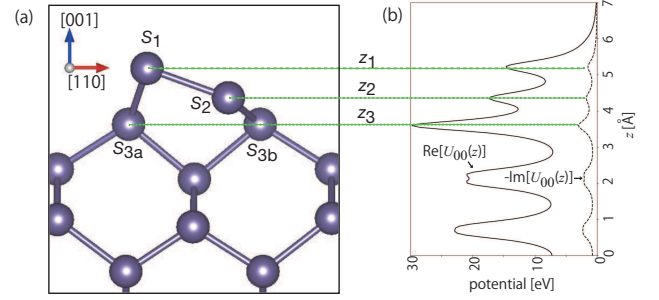 (a)
[001]
[110]
S1
S2
S3a
S3b
z1
z2
z3
(b)
7
6
5
4
3
2
1
0
z [Å]
Re[U00(z)]
-Im[U00(z)]
30
20
10
0
potential [eV]